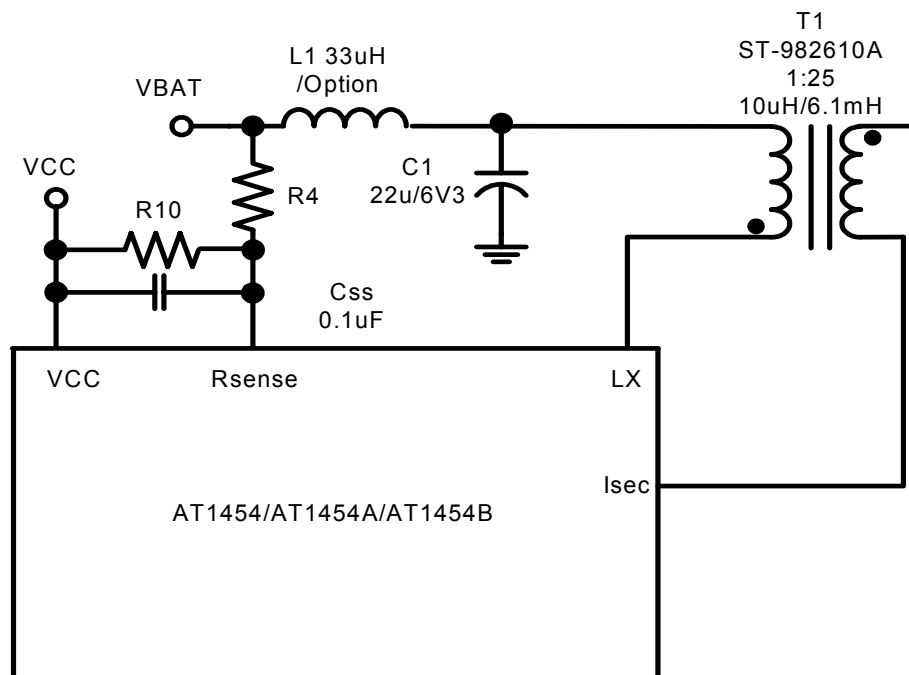 T1
ST-982610A
1:25
10uH/6.1mH
L1 33uH
/Option
VBAT
VCC
R10
R4
C1
22u/6V3
Css
0.1uF
VCC
Rsense
LX
Isec
AT1454/AT1454A/AT1454B